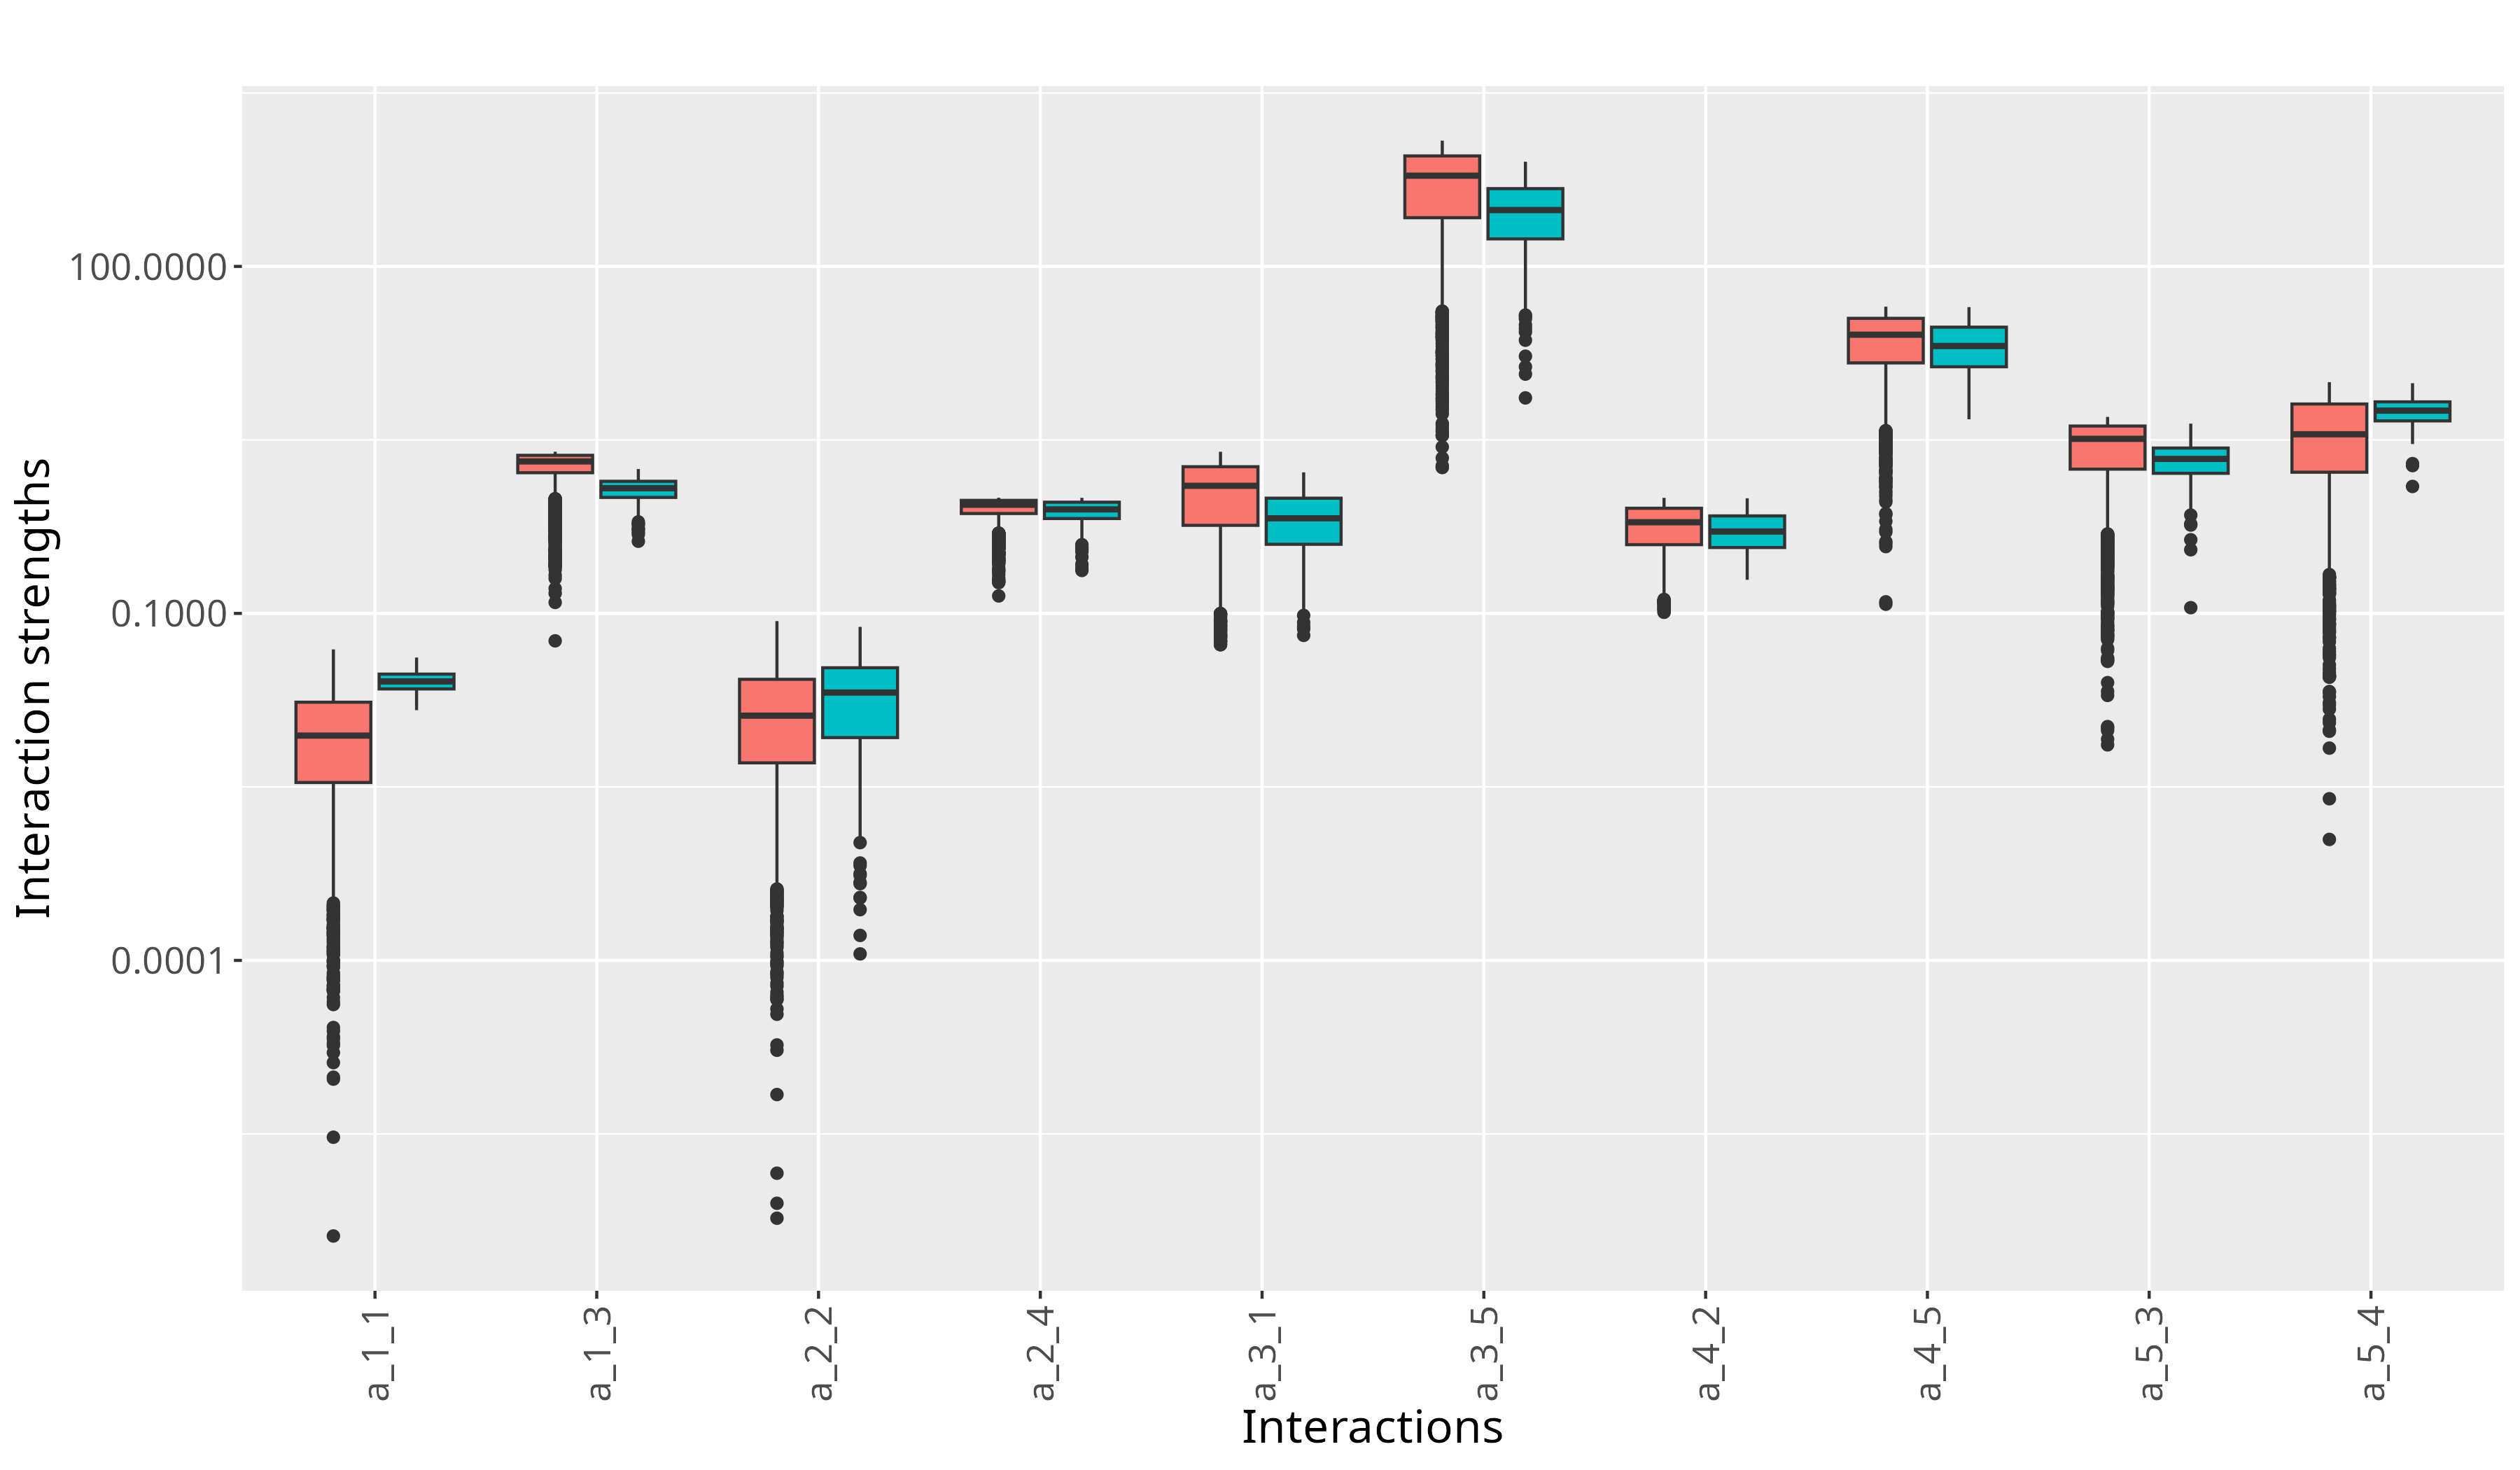 Interaction strengths
100.0000
0.1000
0.0001
a_1_1
a_1_3
a_2_2
a_2_4
a_3_1
a_3_5
a_4_2
a_4_5
a_5_3
a_5_4
Interactions